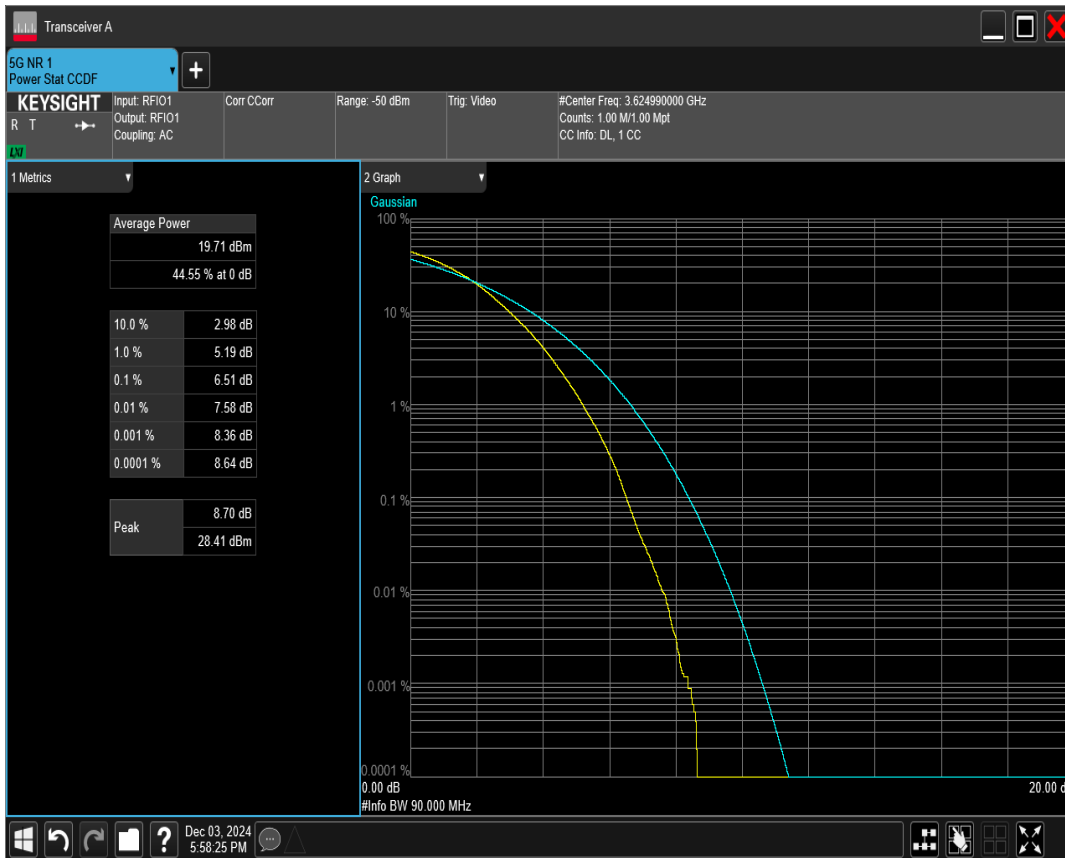 Transceiver A
5G NR 1
Power Stat CCDF
KEYSIGHT
R T
LXI
Input: RFIO1
Output: RFIO1
Coupling: AC
Corr CCorr
Range: -50 dBm
Trig: Video
#Center Freq: 3.624990000 GHz
Counts: 1.00 M/1.00 Mpt
CC Info: DL, 1 CC
1 Metrics
Average Power
19.71 dBm
44.55 % at 0 dB
10.0 % 2.98 dB
1.0 % 5.19 dB
0.1 % 6.51 dB
0.01 % 7.58 dB
0.001 % 8.36 dB
0.0001 % 8.64 dB
Peak
8.70 dB
28.41 dBm
2 Graph
Gaussian
100 %
10 %
1 %
0.1 %
0.01 %
0.001 %
0.0001 %
0.00 dB
20.00 d
#Info BW 90.000 MHz
Dec 03, 2024
5:58:25 PM